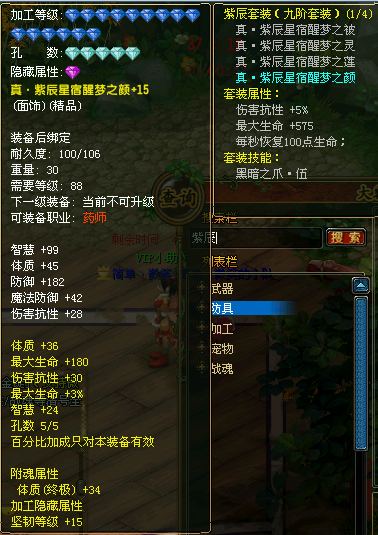 加工等级:
孔　数:
隐藏属性:
真·紫辰星宿醒梦之颜+15
(面饰)(精品)
装备后绑定
耐久度: 100/106
重量: 30
需要等级: 88
下一级装备: 当前不可升级
可装备职业: 药师
智慧 +99
体质 +45
防御 +182
魔法防御 +42
伤害抗性 +28
体质 +36
最大生命 +180
伤害抗性 +30
最大生命 +3%
智慧 +24
孔数 5/5
百分比加成只对本装备有效
附魂属性
体质(终极) +34
加工隐藏属性
坚韧等级 +15
紫辰套装(九阶套装)(1/4)
真·紫辰星宿醒梦之祓
真·紫辰星宿醒梦之灵
真·紫辰星宿醒梦之莲
真·紫辰星宿醒梦之颜
套装属性:
伤害抗性 +5%
最大生命 +575
每秒恢复100点生命;
套装技能:
黑暗之爪·伍
查询
搜索栏
剩余时间
紫辰
搜索
VIP小助
列表栏
武器
防具
加工
宠物
战魂